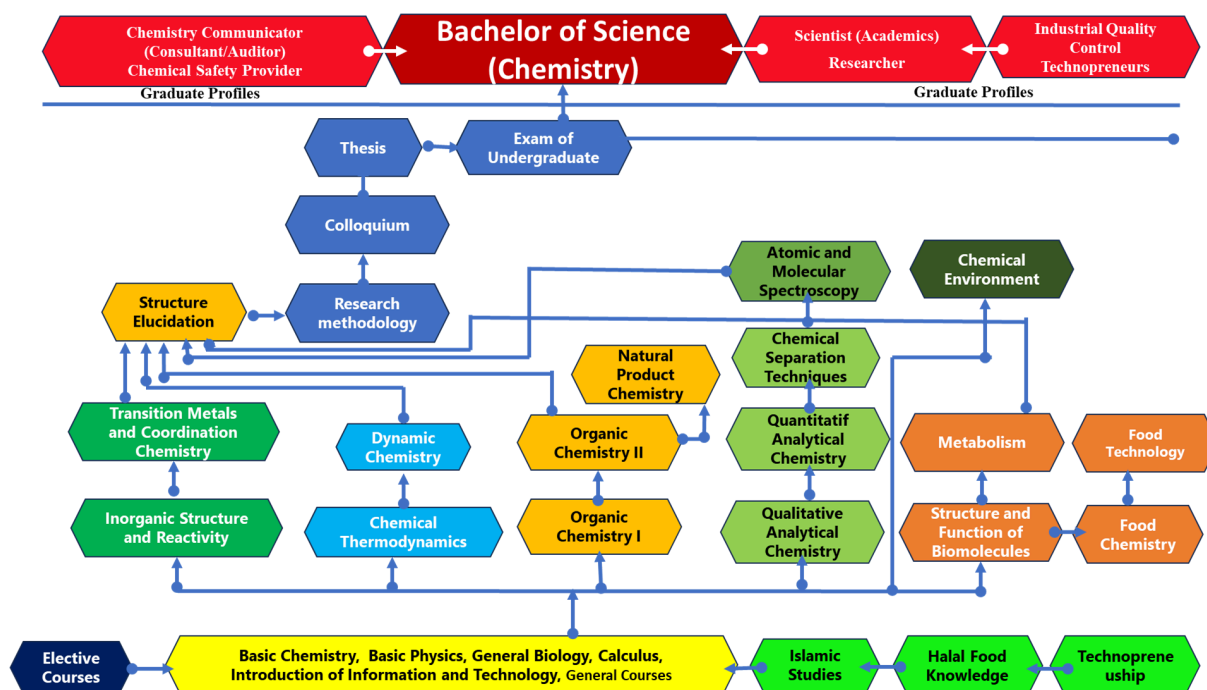 Chemistry Communicator
(Consultant/Auditor)
Chemical Safety Provider
Bachelor of Science
(Chemistry)
Scientist (Academics)
Researcher
Industrial Quality
Control
Technopreneurs
Graduate Profiles
Graduate Profiles
Thesis
Exam of
Undergraduate
Colloquium
Atomic and
Molecular
Spectroscopy
Chemical
Environment
Structure
Elucidation
Research
methodology
Natural
Product
Chemistry
Chemical
Separation
Techniques
Transition Metals
and Coordination
Chemistry
Dynamic
Chemistry
Organic
Chemistry II
Quantitatif
Analytical
Chemistry
Metabolism
Food
Technology
Inorganic Structure
and Reactivity
Chemical
Thermodynamics
Organic
Chemistry I
Qualitative
Analytical
Chemistry
Structure and
Function of
Biomolecules
Food
Chemistry
Elective
Courses
Basic Chemistry, Basic Physics, General Biology, Calculus,
Introduction of Information and Technology, General Courses
Islamic
Studies
Halal Food
Knowledge
Technoprene
uship